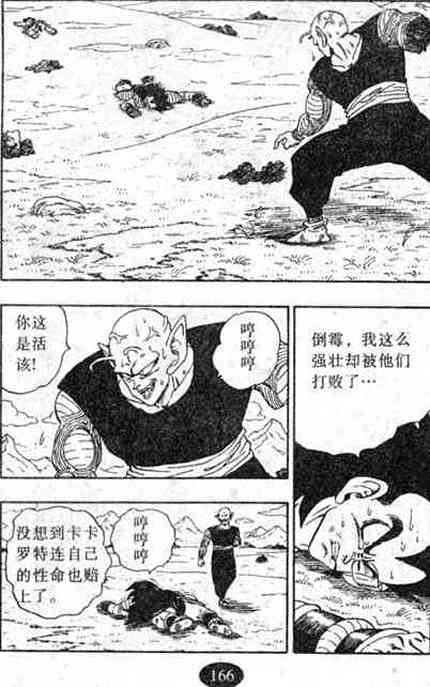 哼
哼
哼
你这
是活
该!
倒霉，我这么
强壮却被他们
打败了…
哼
哼
哼
没想到卡卡
罗特连自己
的性命也赔
上了。
166